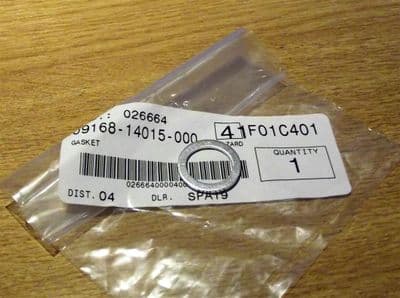 .: 026664
09168-14015-000 41F01C401
GASKET
QUANTITY
1
0266640000400
DIST. 04 DLR. SPA19